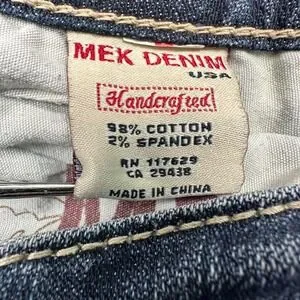 MEK DENIM
USA
Handcrafted
98% COTTON
2% SPANDEX
RN 117629
CA 29438
MADE IN CHINA